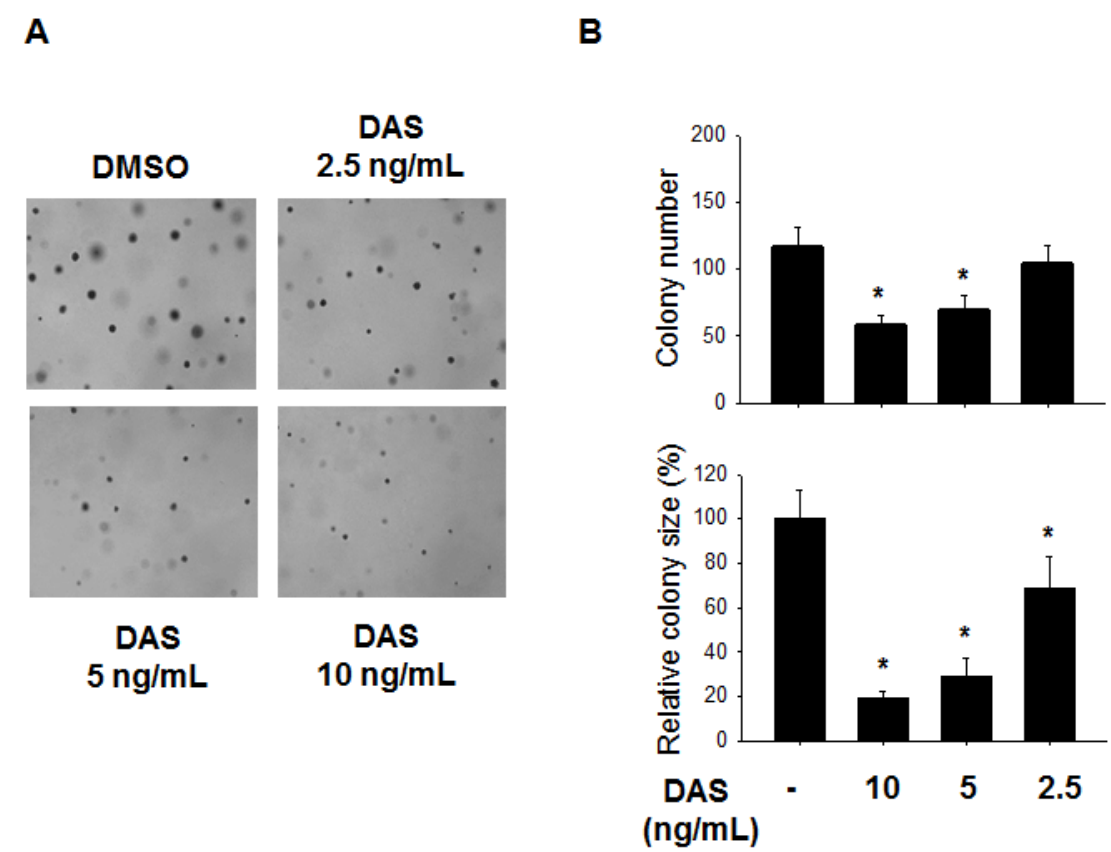 A
B
DMSO
DAS
2.5 ng/mL
DAS
5 ng/mL
DAS
10 ng/mL
Colony number
200
150
100
50
0
*
*
Relative colony size (%)
120
100
80
60
40
20
0
*
*
*
DAS
(ng/mL)
- 10 5 2.5